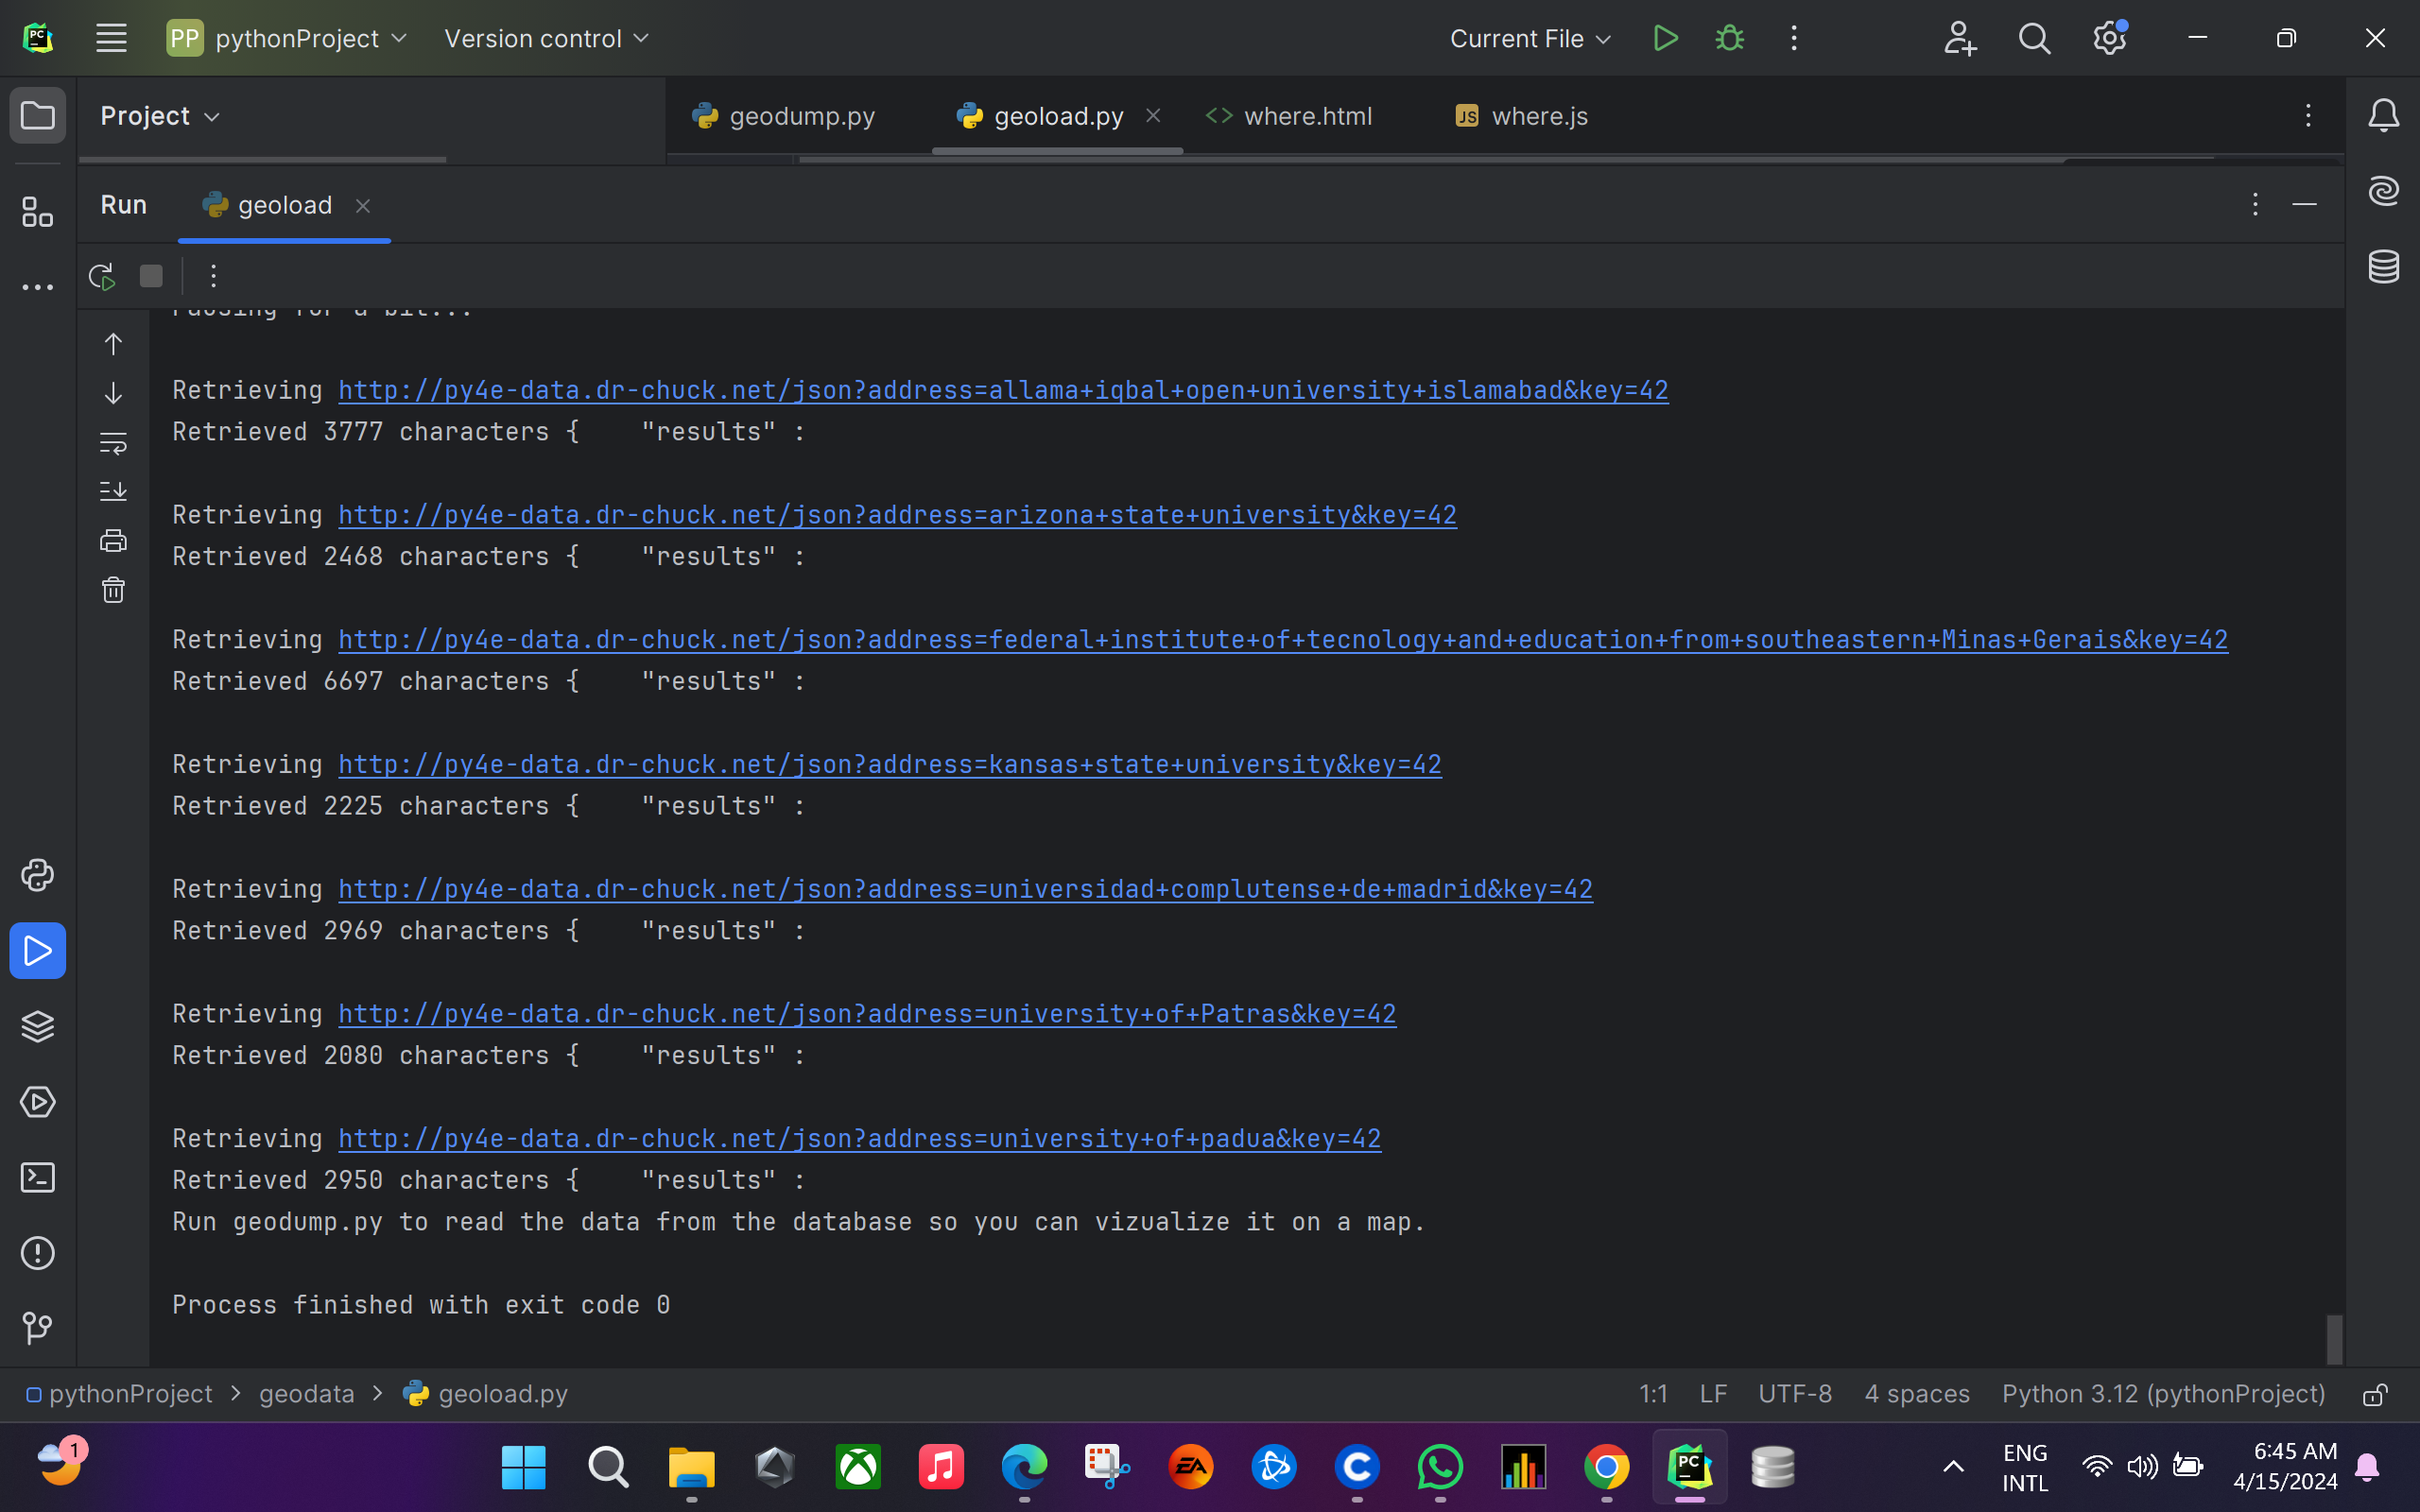 PP pythonProject Version control Current File
Project geodump.py geoload.py where.html JS where.js
Run geoload
Pausing for a bit...
Retrieving http://py4e-data.dr-chuck.net/json?address=allama+iqbal+open+university+islamabad&key=42
Retrieved 3777 characters { "results" :
Retrieving http://py4e-data.dr-chuck.net/json?address=arizona+state+university&key=42
Retrieved 2468 characters { "results" :
Retrieving http://py4e-data.dr-chuck.net/json?address=federal+institute+of+tecnology+and+education+from+southeastern+Minas+Gerais&key=42
Retrieved 6697 characters { "results" :
Retrieving http://py4e-data.dr-chuck.net/json?address=kansas+state+university&key=42
Retrieved 2225 characters { "results" :
Retrieving http://py4e-data.dr-chuck.net/json?address=universidad+complutense+de+madrid&key=42
Retrieved 2969 characters { "results" :
Retrieving http://py4e-data.dr-chuck.net/json?address=university+of+Patras&key=42
Retrieved 2080 characters { "results" :
Retrieving http://py4e-data.dr-chuck.net/json?address=university+of+padua&key=42
Retrieved 2950 characters { "results" :
Run geodump.py to read the data from the database so you can vizualize it on a map.
Process finished with exit code 0
pythonProject > geodata > geoload.py 1:1 LF UTF-8 4 spaces Python 3.12 (pythonProject)
1 EA C PC ENG 6:45 AM
INTL 4/15/2024